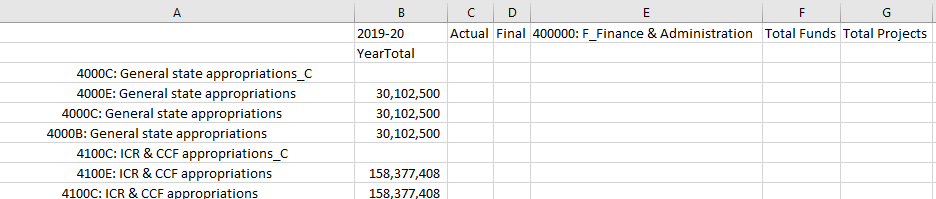 A B C D E F G
2019-20 Actual Final 400000: F_Finance & Administration Total Funds Total Projects
YearTotal
4000C: General state appropriations_C
4000E: General state appropriations 30,102,500
4000C: General state appropriations 30,102,500
4000B: General state appropriations 30,102,500
4100C: ICR & CCF appropriations_C
4100E: ICR & CCF appropriations 158,377,408
4100C: ICR & CCF appropriations 158,377,408